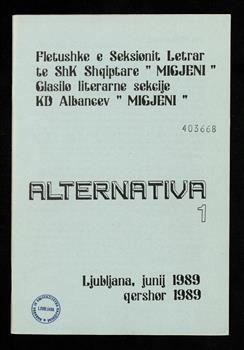 Fletushke e Seksionit Letrar
te ShK Shqiptare " MIGJENI "
Glasilo literarne sekcije
KD Albancev " MIGJENI "
403668
ALTERNATIVA
1
Ljubljana, junij 1989
qershor 1989
LJUBLJANA